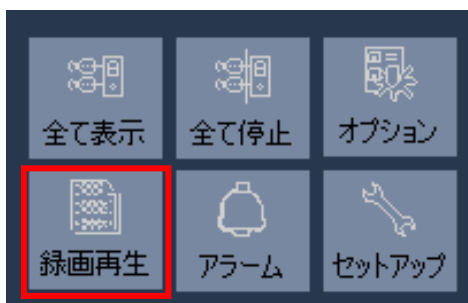 全て表示
全て停止
オプション
録画再生
アラーム
セットアップ